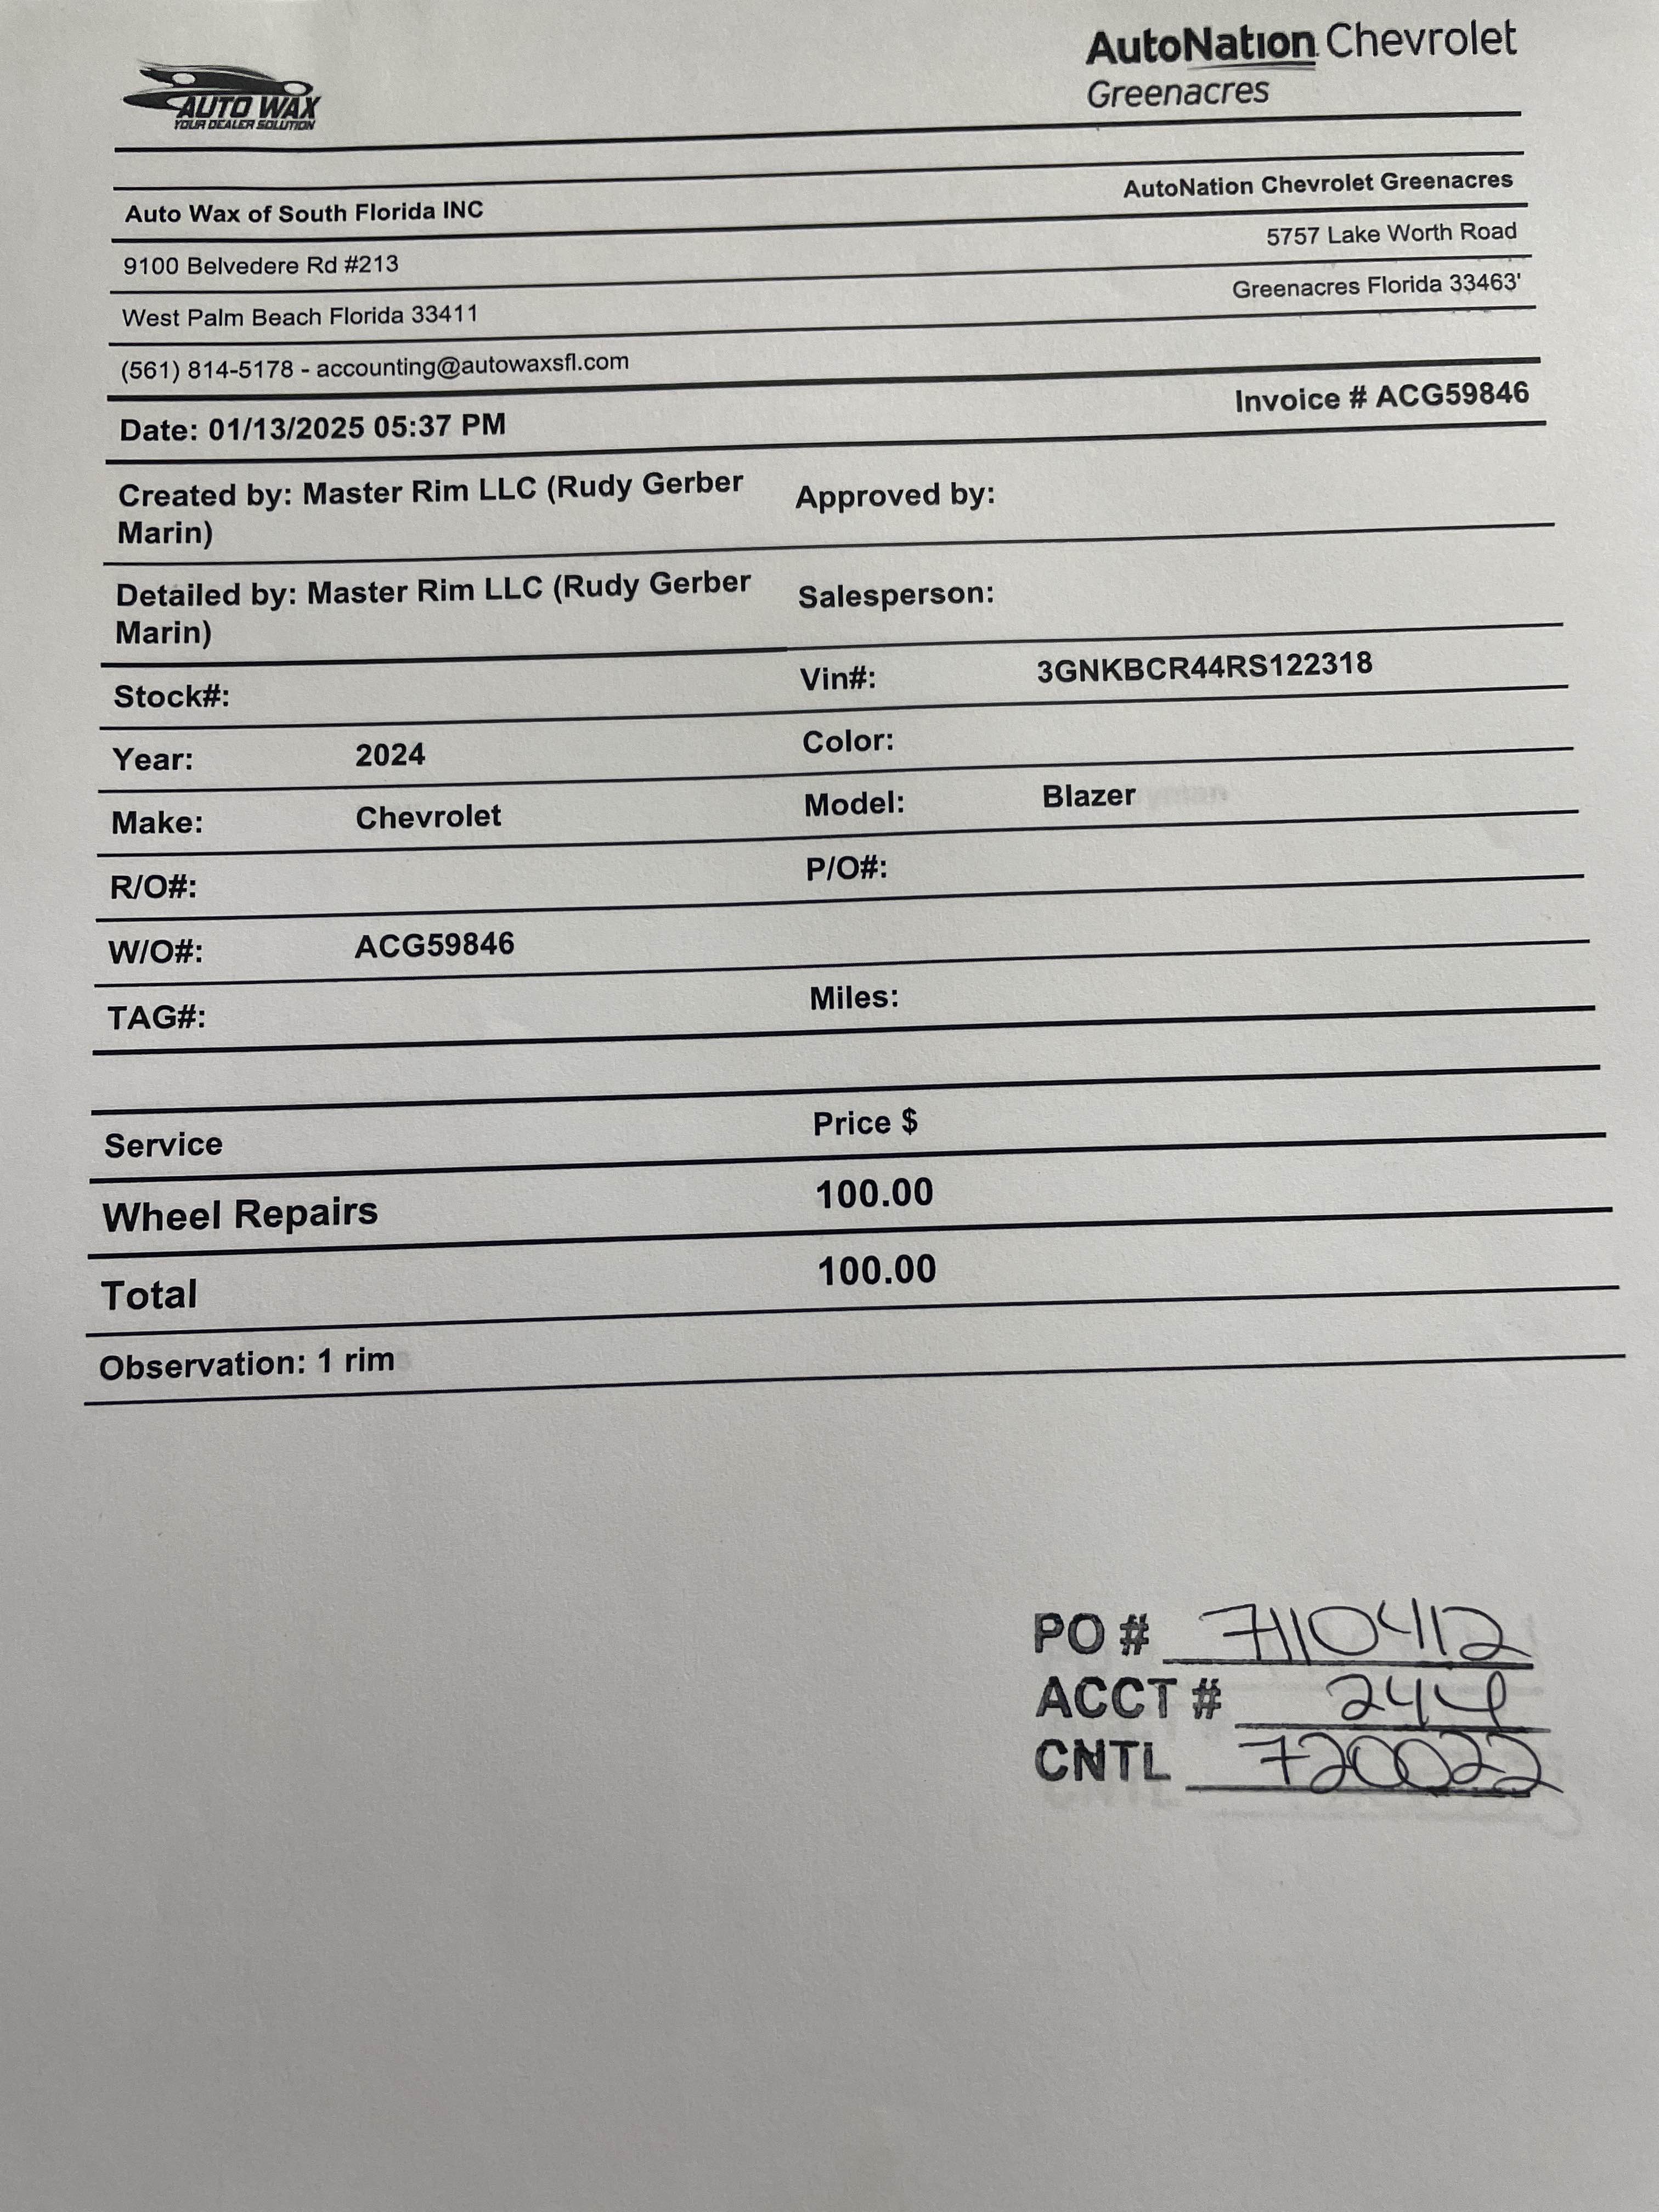 AUTO WAX
YOUR DEALER SOLUTION
AutoNation Chevrolet
Greenacres
Auto Wax of South Florida INC
AutoNation Chevrolet Greenacres
9100 Belvedere Rd #213
5757 Lake Worth Road
West Palm Beach Florida 33411
Greenacres Florida 33463'
(561) 814-5178 - accounting@autowaxsfl.com
Date: 01/13/2025 05:37 PM
Invoice # ACG59846
Created by: Master Rim LLC (Rudy Gerber
Marin)
Approved by:
Detailed by: Master Rim LLC (Rudy Gerber
Marin)
Salesperson:
Stock#:
Vin#: 3GNKBCR44RS122318
Year: 2024
Color:
Make: Chevrolet
Model: Blazer
R/O#:
P/O#:
W/O#: ACG59846
TAG#:
Miles:
Service Price $
Wheel Repairs 100.00
Total 100.00
Observation: 1 rim
PO # 7110412
ACCT # 244
CNTL 720022